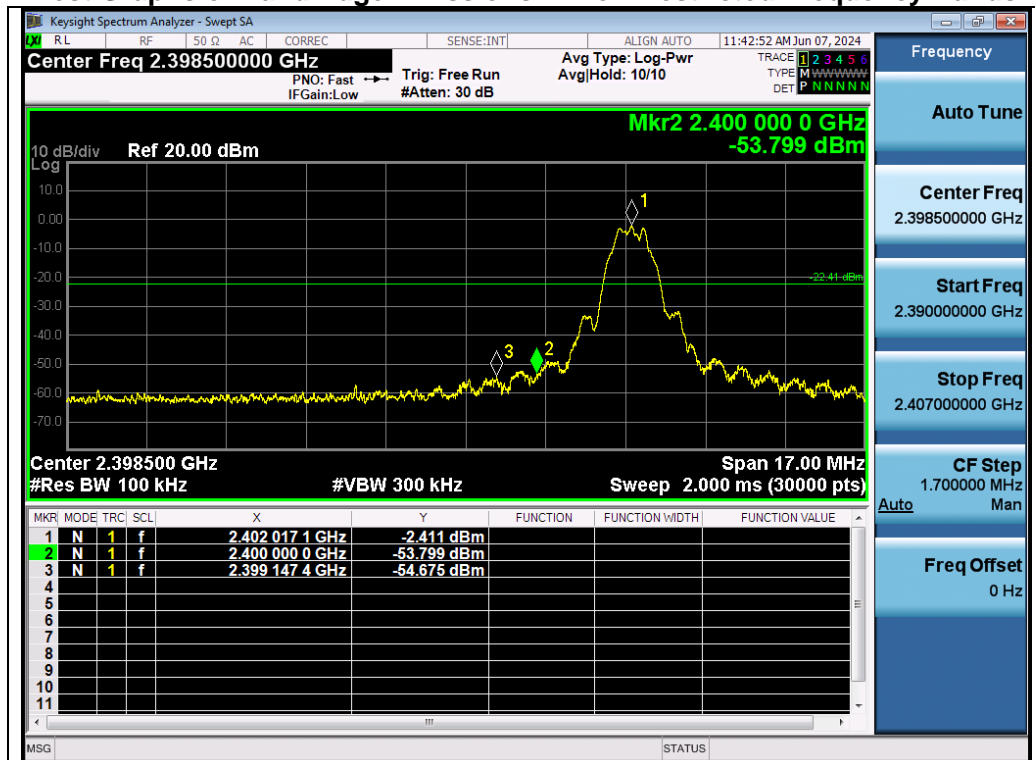 Keysight Spectrum Analyzer - Swept SA
LXI RL RF 50 Ω AC CORREC SENSE:INT ALIGN AUTO 11:42:52 AM Jun 07, 2024
Center Freq 2.398500000 GHz
PNO: Fast
IFGain:Low
Trig: Free Run
#Atten: 30 dB
Avg Type: Log-Pwr
Avg|Hold: 10/10
TRACE 1 2 3 4 5 6
TYPE M WWWWW
DET P N N N N N
Mkr2 2.400 000 0 GHz
-53.799 dBm
10 dB/div Ref 20.00 dBm
Log
10.0
0.00
-10.0
-20.0
-30.0
-40.0
-50.0
-60.0
-70.0
1
-22.41 dBm
3
2
Center 2.398500 GHz Span 17.00 MHz
#Res BW 100 kHz #VBW 300 kHz Sweep 2.000 ms (30000 pts)
MKR MODE TRC SCL X Y FUNCTION FUNCTION WIDTH FUNCTION VALUE
1 N 1 f 2.402 017 1 GHz -2.411 dBm
2 N 1 f 2.400 000 0 GHz -53.799 dBm
3 N 1 f 2.399 147 4 GHz -54.675 dBm
4
5
6
7
8
9
10
11
MSG STATUS
Frequency
Auto Tune
Center Freq
2.398500000 GHz
Start Freq
2.390000000 GHz
Stop Freq
2.407000000 GHz
CF Step
1.700000 MHz
Auto Man
Freq Offset
0 Hz